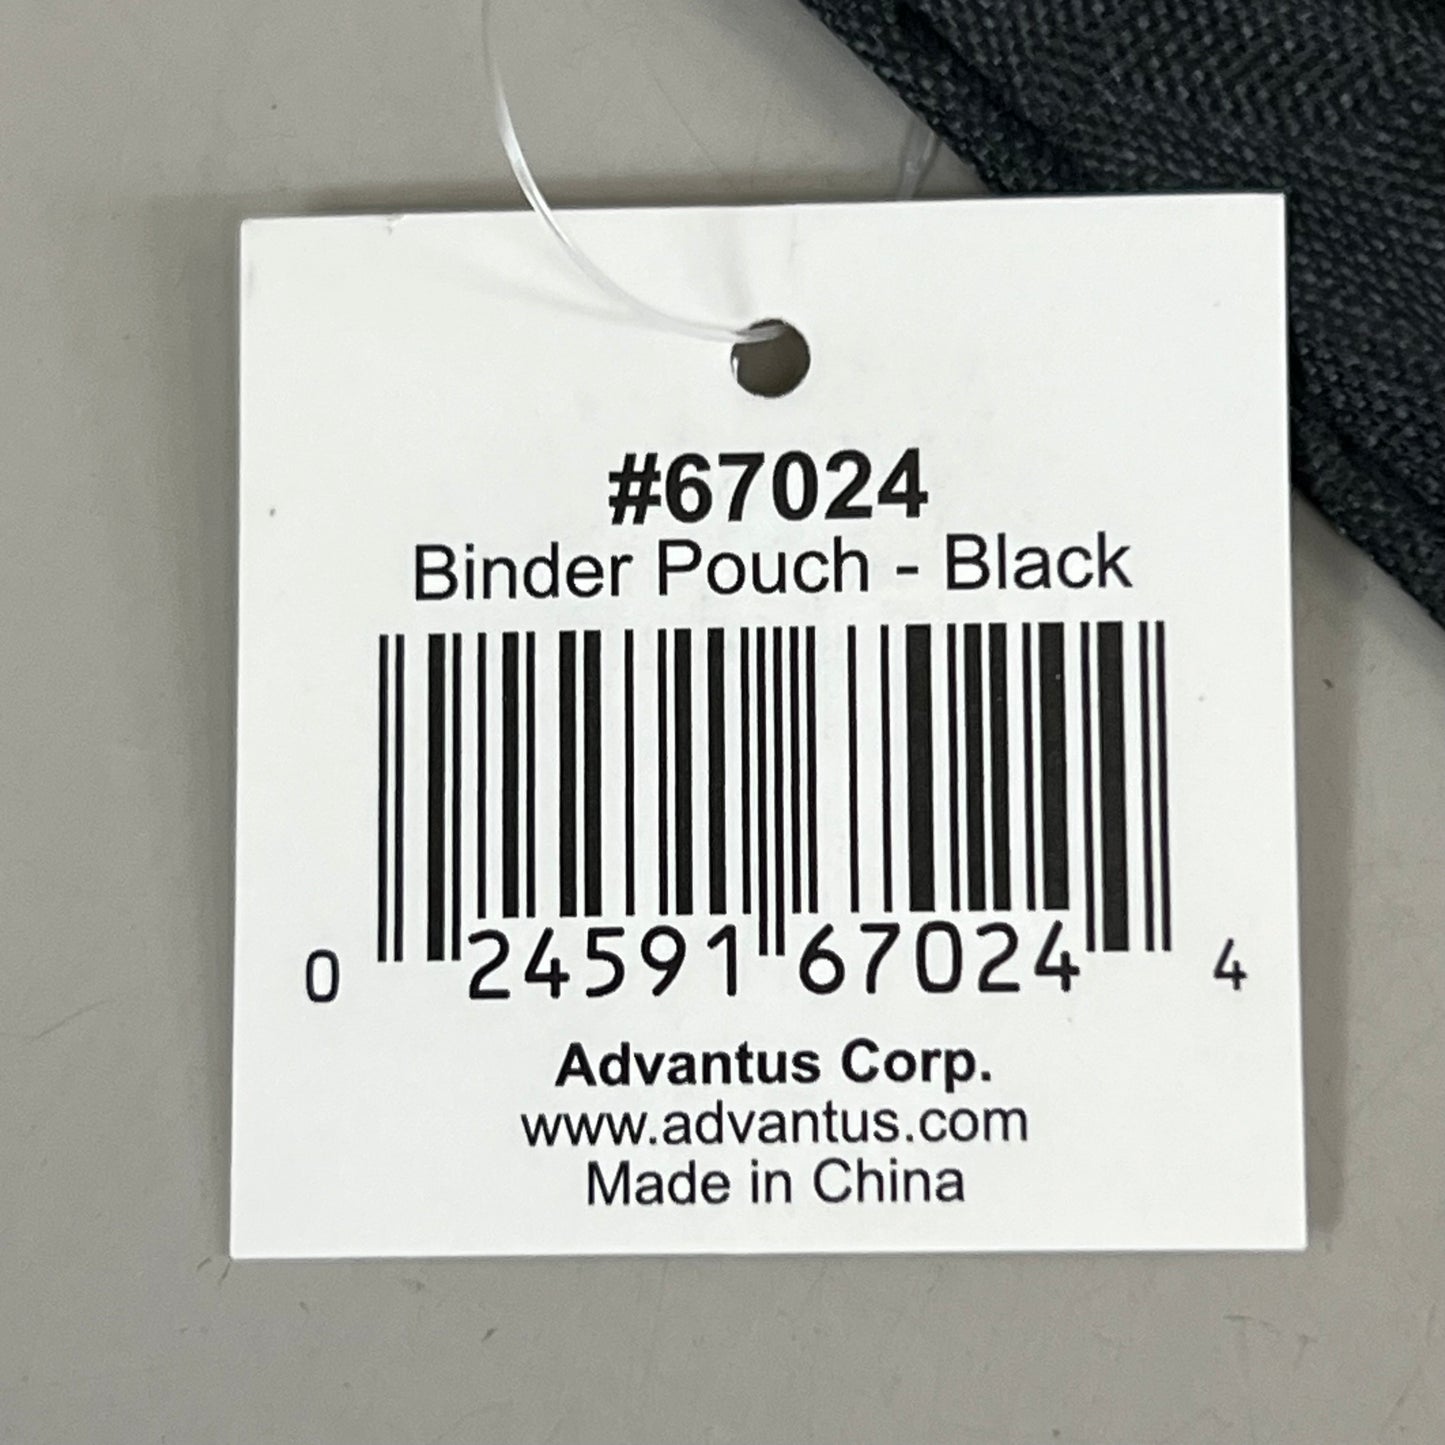 #67024
Binder Pouch - Black
0 24591 67024 4
Advantus Corp.
www.advantus.com
Made in China